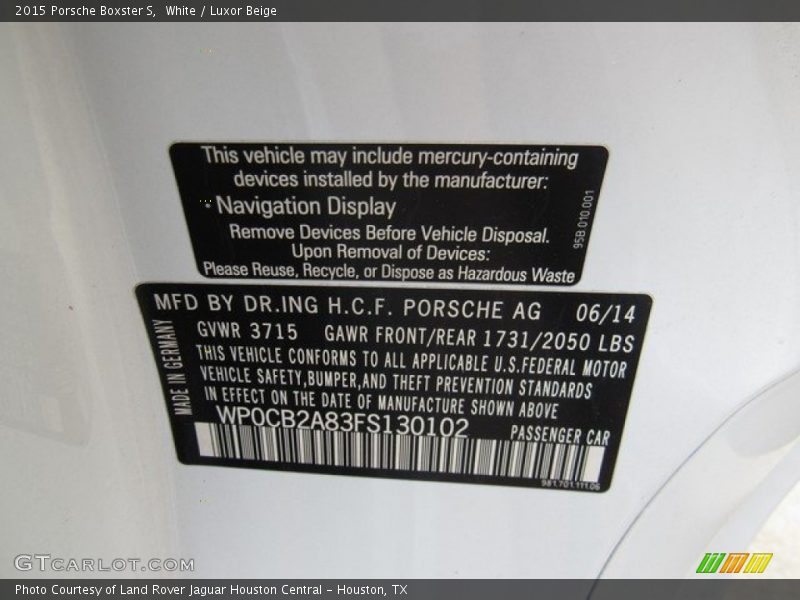 2015 Porsche Boxster S,  White / Luxor Beige
This vehicle may include mercury-containing
devices installed by the manufacturer:
• Navigation Display
Remove Devices Before Vehicle Disposal.
Upon Removal of Devices:
Please Reuse, Recycle, or Dispose as Hazardous Waste
95B.010.001
MFD BY DR.ING H.C.F. PORSCHE AG 06/14
GVWR 3715 GAWR FRONT/REAR 1731/2050 LBS
THIS VEHICLE CONFORMS TO ALL APPLICABLE U.S.FEDERAL MOTOR
VEHICLE SAFETY,BUMPER,AND THEFT PREVENTION STANDARDS
IN EFFECT ON THE DATE OF MANUFACTURE SHOWN ABOVE
MADE IN GERMANY
WP0CB2A83FS130102
PASSENGER CAR
981.701.111.06
GTCARLOT.COM
Photo Courtesy of Land Rover Jaguar Houston Central - Houston, TX